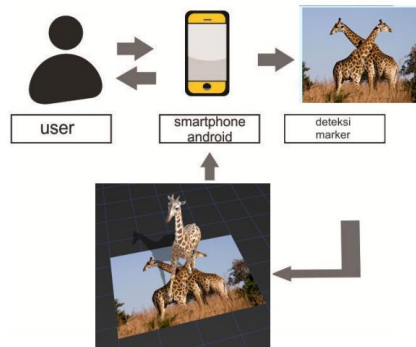 user
smartphone
android
deteksi
marker